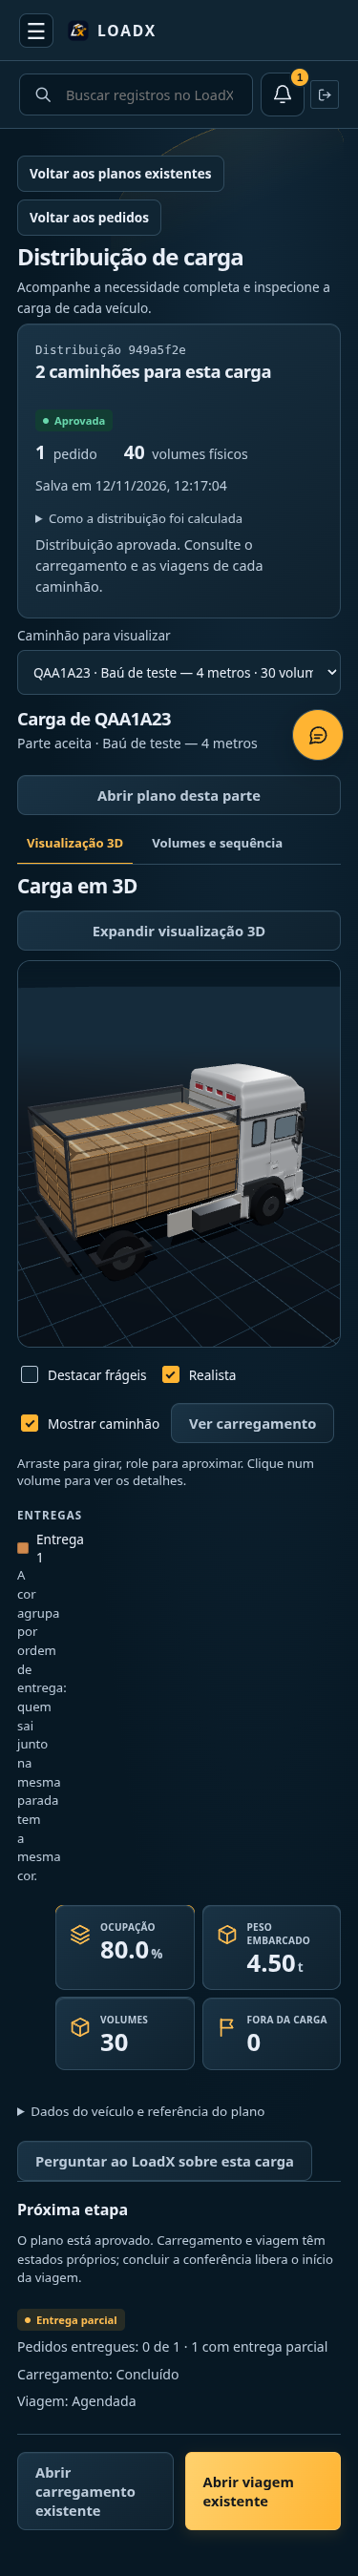 LOADX
Buscar registros no LoadX
1
Voltar aos planos existentes
Voltar aos pedidos
Distribuição de carga
Acompanhe a necessidade completa e inspecione a
carga de cada veículo.
Distribuição 949a5f2e
2 caminhões para esta carga
Aprovada
1 pedido 40 volumes físicos
Salva em 12/11/2026, 12:17:04
Como a distribuição foi calculada
Distribuição aprovada. Consulte o
carregamento e as viagens de cada
caminhão.
Caminhão para visualizar
QAA1A23 · Baú de teste — 4 metros · 30 volum
Carga de QAA1A23
Parte aceita · Baú de teste — 4 metros
Abrir plano desta parte
Visualização 3D Volumes e sequência
Carga em 3D
Expandir visualização 3D
Destacar frágeis Realista
Mostrar caminhão Ver carregamento
Arraste para girar, role para aproximar. Clique num
volume para ver os detalhes.
ENTREGAS
Entrega
1
A
cor
agrupa
por
ordem
de
entrega:
quem
sai
junto
na
mesma
parada
tem
a
mesma
cor.
OCUPAÇÃO
80.0 %
PESO
EMBARCADO
4.50 t
VOLUMES
30
FORA DA CARGA
0
Dados do veículo e referência do plano
Perguntar ao LoadX sobre esta carga
Próxima etapa
O plano está aprovado. Carregamento e viagem têm
estados próprios; concluir a conferência libera o início
da viagem.
Entrega parcial
Pedidos entregues: 0 de 1 · 1 com entrega parcial
Carregamento: Concluído
Viagem: Agendada
Abrir
carregamento
existente
Abrir viagem
existente